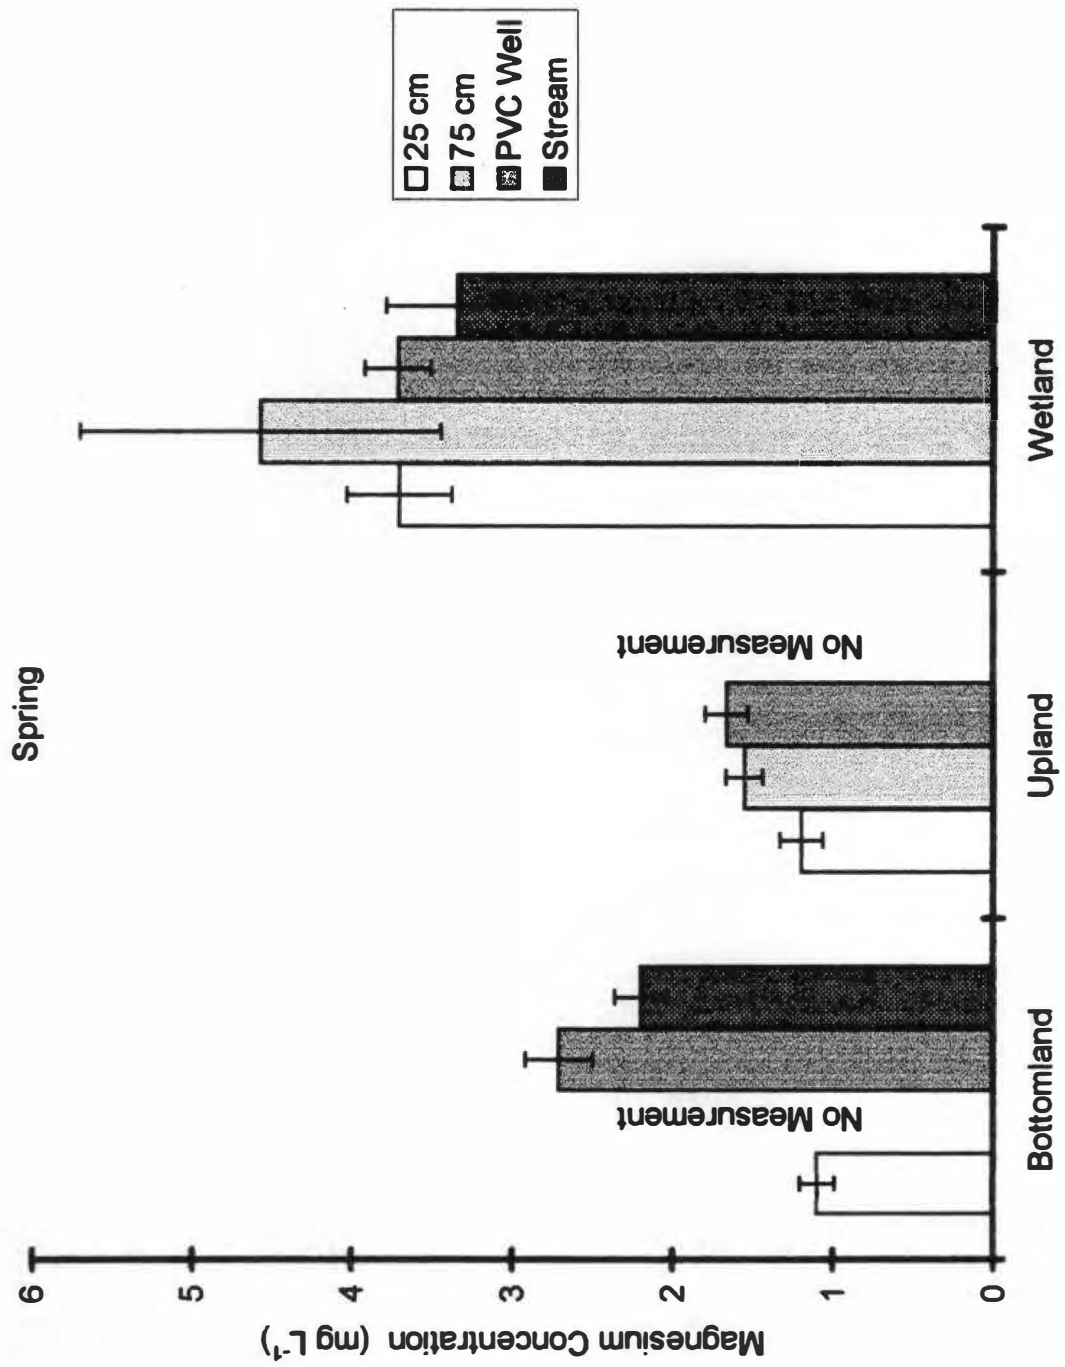 Spring
Magnesium Concentration (mg L⁻¹)
6
5
4
3
2
1
0
No Measurement
No Measurement
Bottomland
Upland
Wetland
25 cm
75 cm
PVC Well
Stream